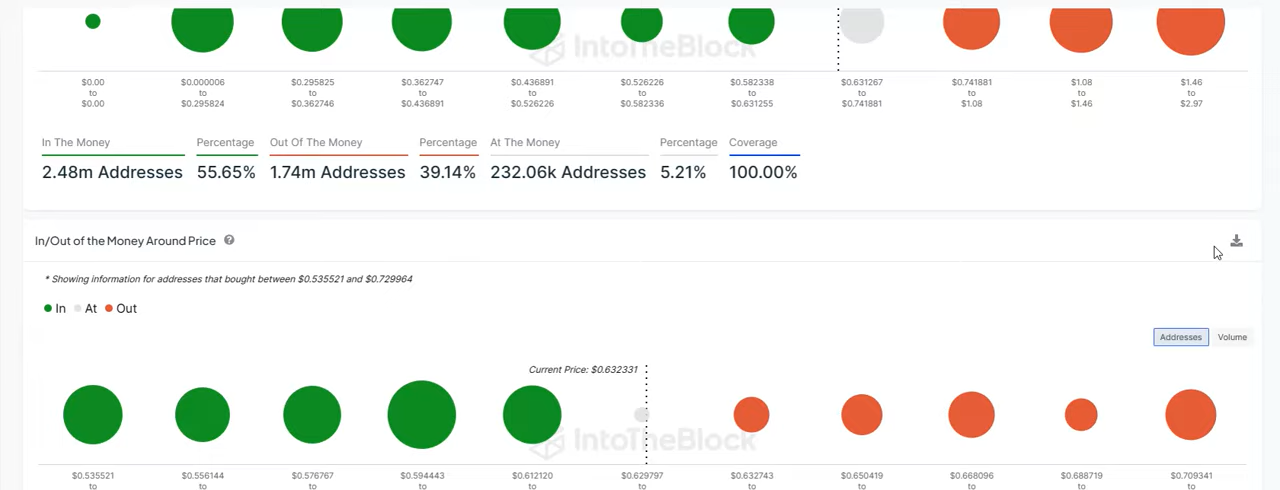 IntoTheBlock
$0.00 $0.000006 $0.295825 $0.362747 $0.436891 $0.526226 $0.582338 $0.631267 $0.741881 $1.08 $1.46
to to to to to to to to to to to
$0.00 $0.295824 $0.362746 $0.436891 $0.526226 $0.582336 $0.631255 $0.741881 $1.08 $1.46 $2.97
In The Money Percentage Out Of The Money Percentage At The Money Percentage Coverage
2.48m Addresses 55.65% 1.74m Addresses 39.14% 232.06k Addresses 5.21% 100.00%
In/Out of the Money Around Price ?
* Showing information for addresses that bought between $0.535521 and $0.729964
In At Out
Addresses Volume
Current Price: $0.632331
IntoTheBlock
$0.535521 $0.556144 $0.576767 $0.594443 $0.612120 $0.629797 $0.632743 $0.650419 $0.668096 $0.688719 $0.709341
to to to to to to to to to to to